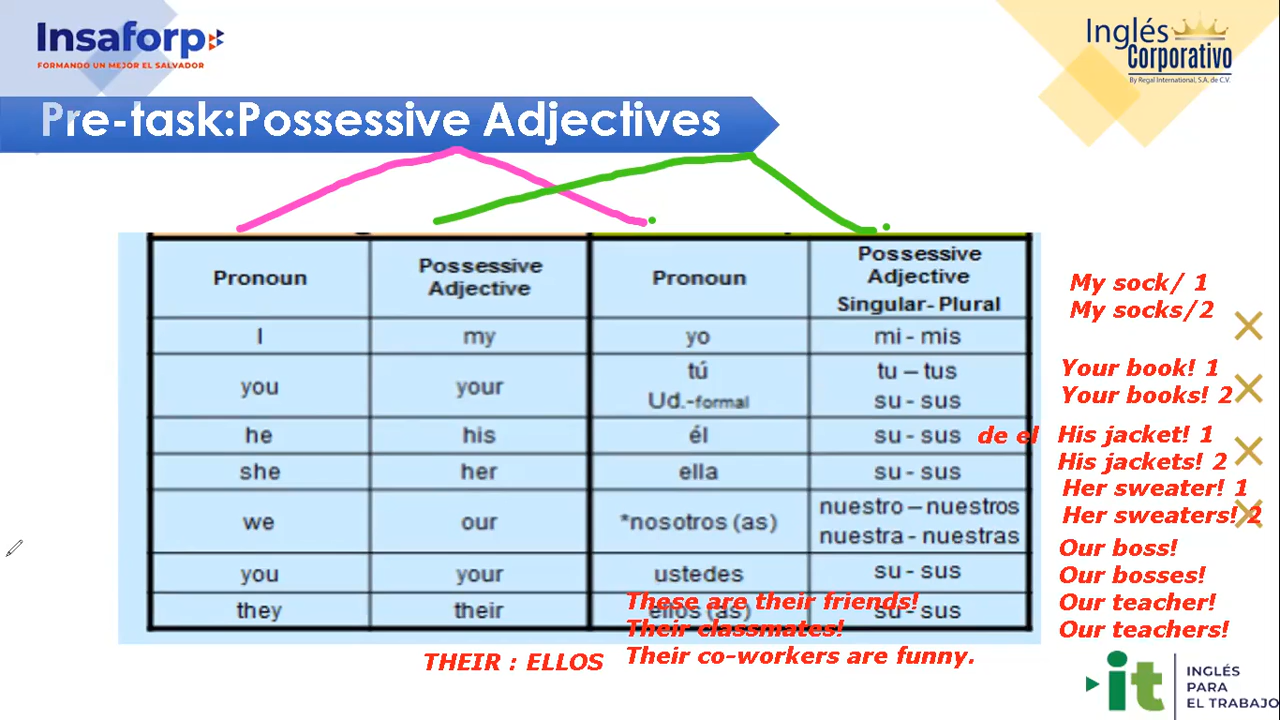 Insaforp
FORMANDO UN MEJOR EL SALVADOR
Inglés
Corporativo
By Regal International, S.A. de C.V.
Pre-task:Possessive Adjectives
Pronoun
Possessive
Adjective
Pronoun
Possessive
Adjective
Singular- Plural
I my yo mi - mis
you your tú tu – tus
Ud.-formal su - sus
he his él su - sus de el
she her ella su - sus
we our *nosotros (as) nuestro – nuestros
nuestra - nuestras
you your ustedes su - sus
they their ellos (as) su - sus
My sock/ 1
My socks/2
Your book! 1
Your books! 2
His jacket! 1
His jackets! 2
Her sweater! 1
Her sweaters! 2
Our boss!
Our bosses!
Our teacher!
Our teachers!
These are their friends!
Their classmates!
Their co-workers are funny.
THEIR : ELLOS
it
INGLÉS
PARA
EL TRABAJO